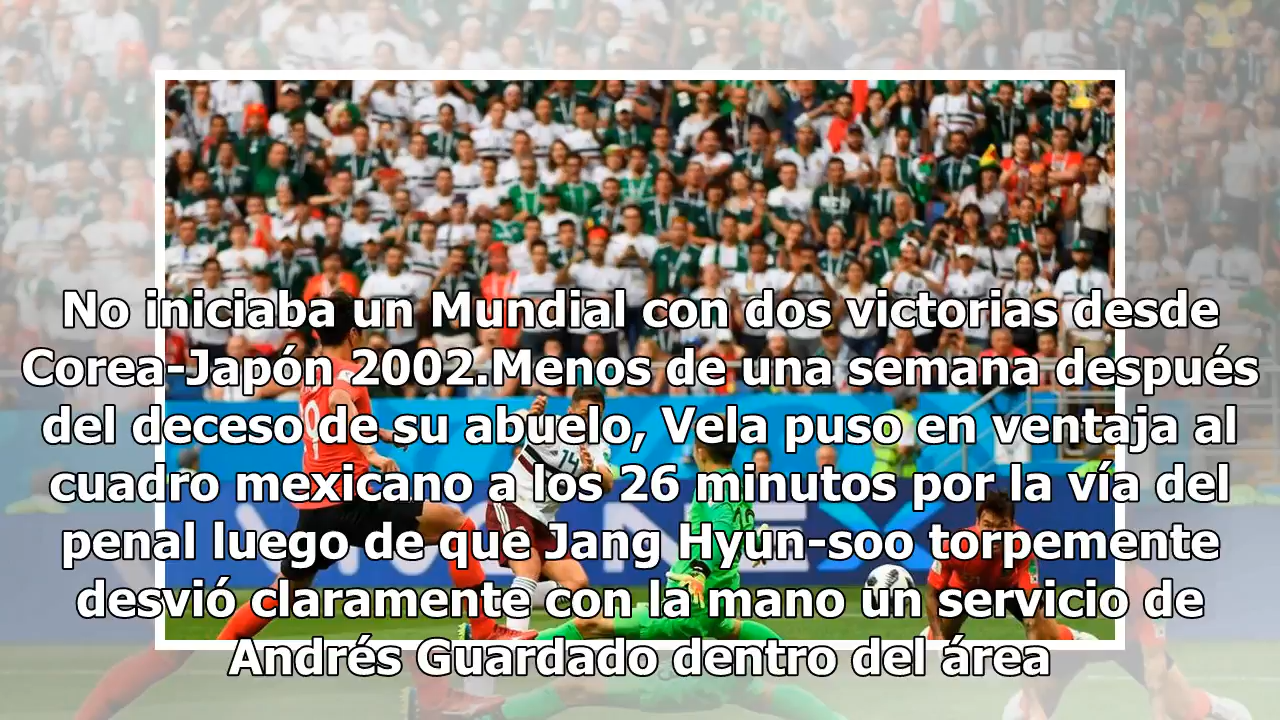 No iniciaba un Mundial con dos victorias desde
Corea-Japón 2002.Menos de una semana después
del deceso de su abuelo, Vela puso en ventaja al
cuadro mexicano a los 26 minutos por la vía del
penal luego de que Jang Hyun-soo torpemente
desvió claramente con la mano un servicio de
Andrés Guardado dentro del área
14